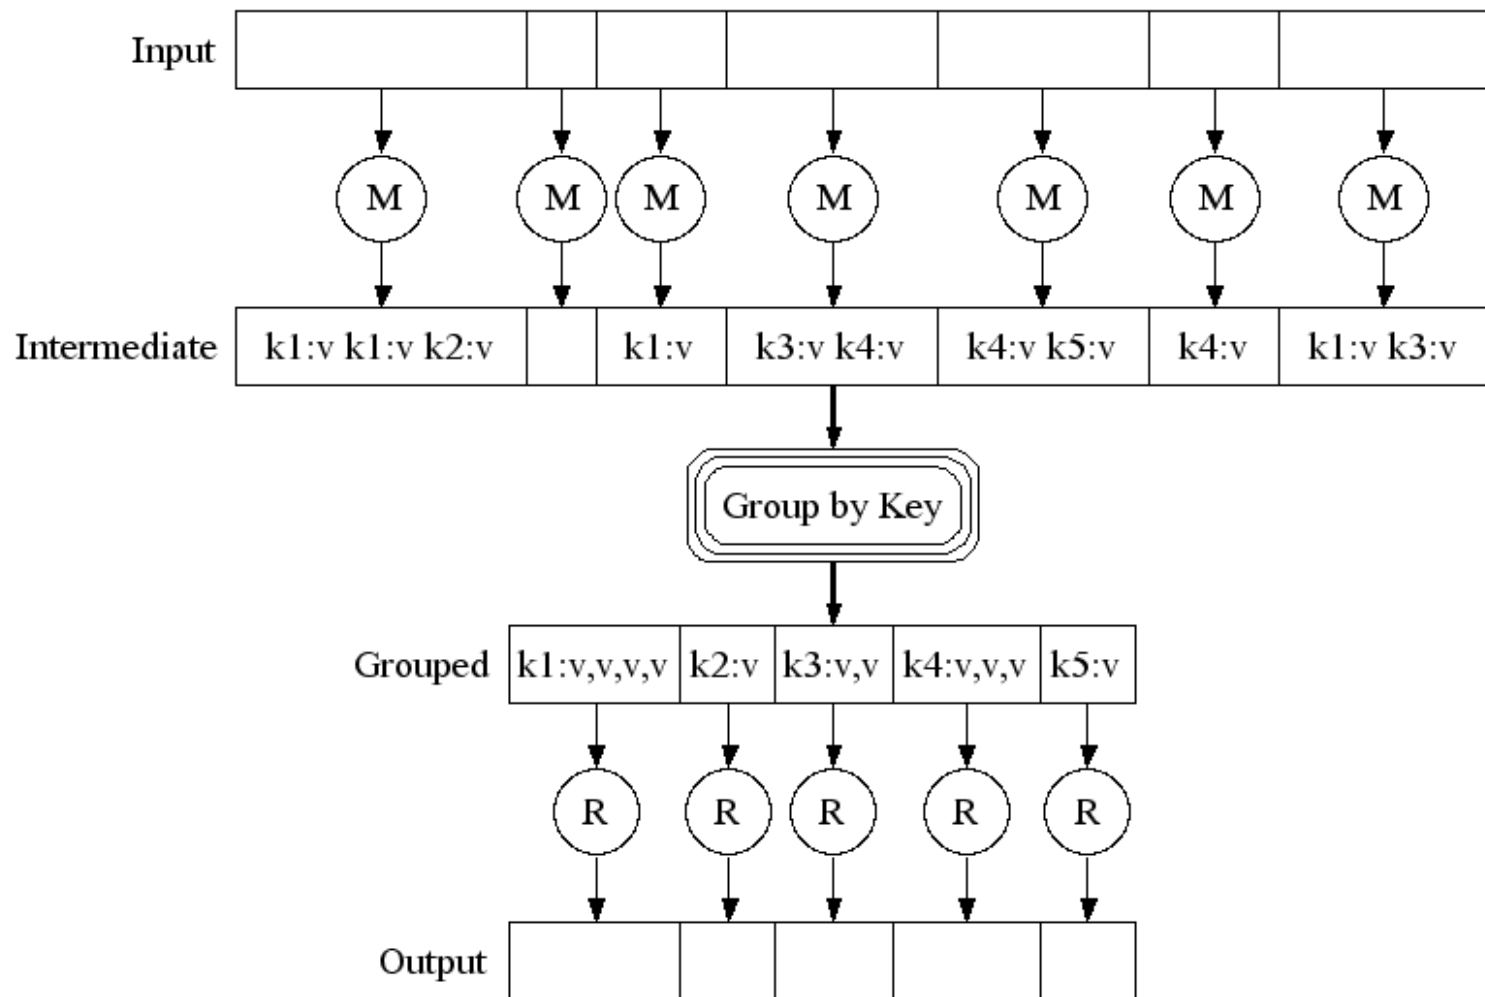 Input
M M M M M M M
Intermediate k1:v k1:v k2:v k1:v k3:v k4:v k4:v k5:v k4:v k1:v k3:v
Group by Key
Grouped k1:v,v,v,v k2:v k3:v,v k4:v,v,v k5:v
R R R R R
Output